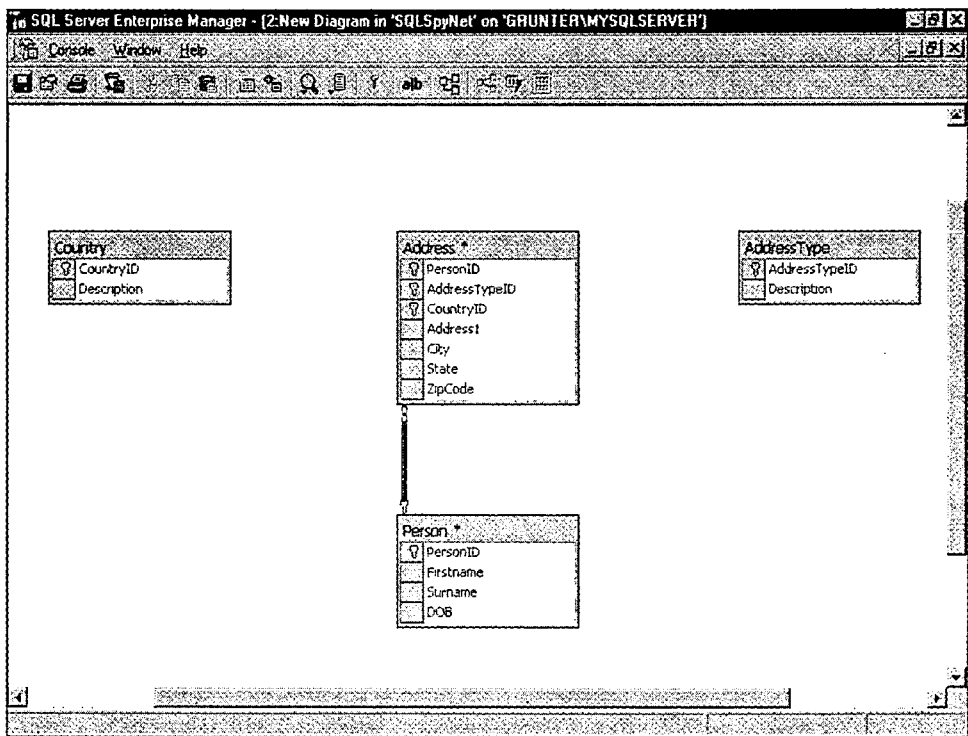 SQL Server Enterprise Manager - [2:New Diagram in 'SQLSpyNet' on 'GRUNTER\MYSQLSERVER']
Console Window Help
ab
Country
CountryID
Description
Address *
PersonID
AddressTypeID
CountryID
Address1
City
State
ZipCode
AddressType
AddressTypeID
Description
Person *
PersonID
Firstname
Surname
DOB